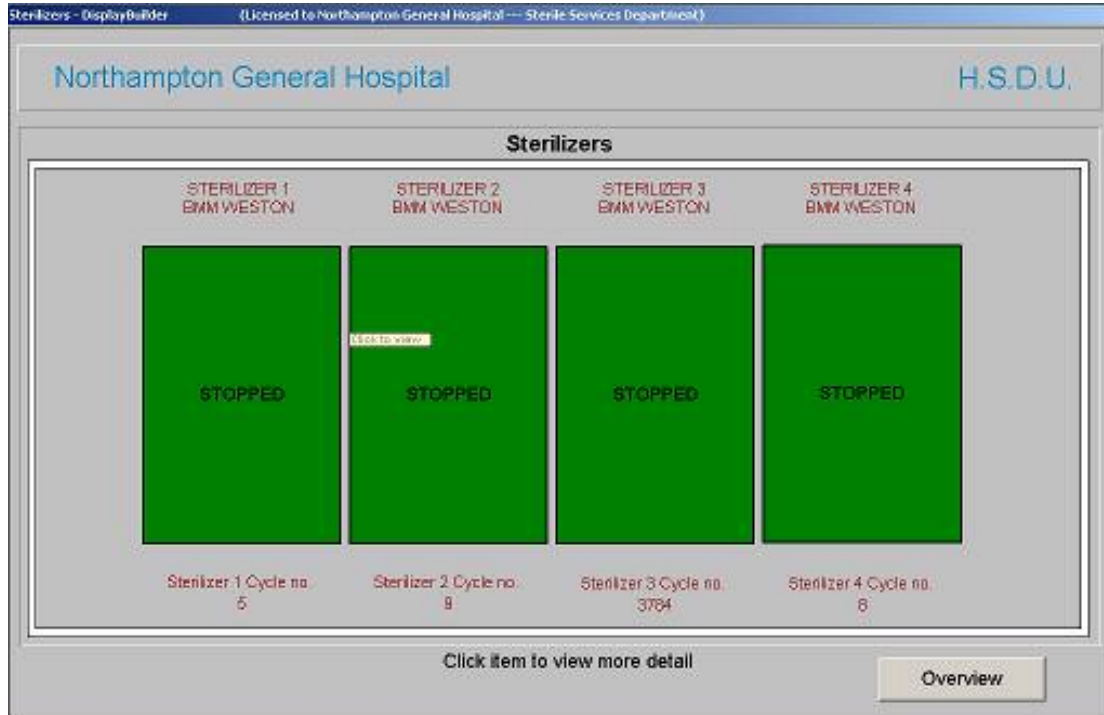 Sterilizers - DisplayBuilder (Licensed to Northampton General Hospital --- Sterile Services Department)
Northampton General Hospital H.S.D.U.
Sterilizers
STERILIZER 1 STERILIZER 2 STERILIZER 3 STERILIZER 4
BMM WESTON BMM WESTON BMM WESTON BMM WESTON
Click to view
STOPPED STOPPED STOPPED STOPPED
Sterilizer 1 Cycle no. Sterilizer 2 Cycle no. Sterilizer 3 Cycle no. Sterilizer 4 Cycle no.
5 9 3784 8
Click item to view more detail
Overview